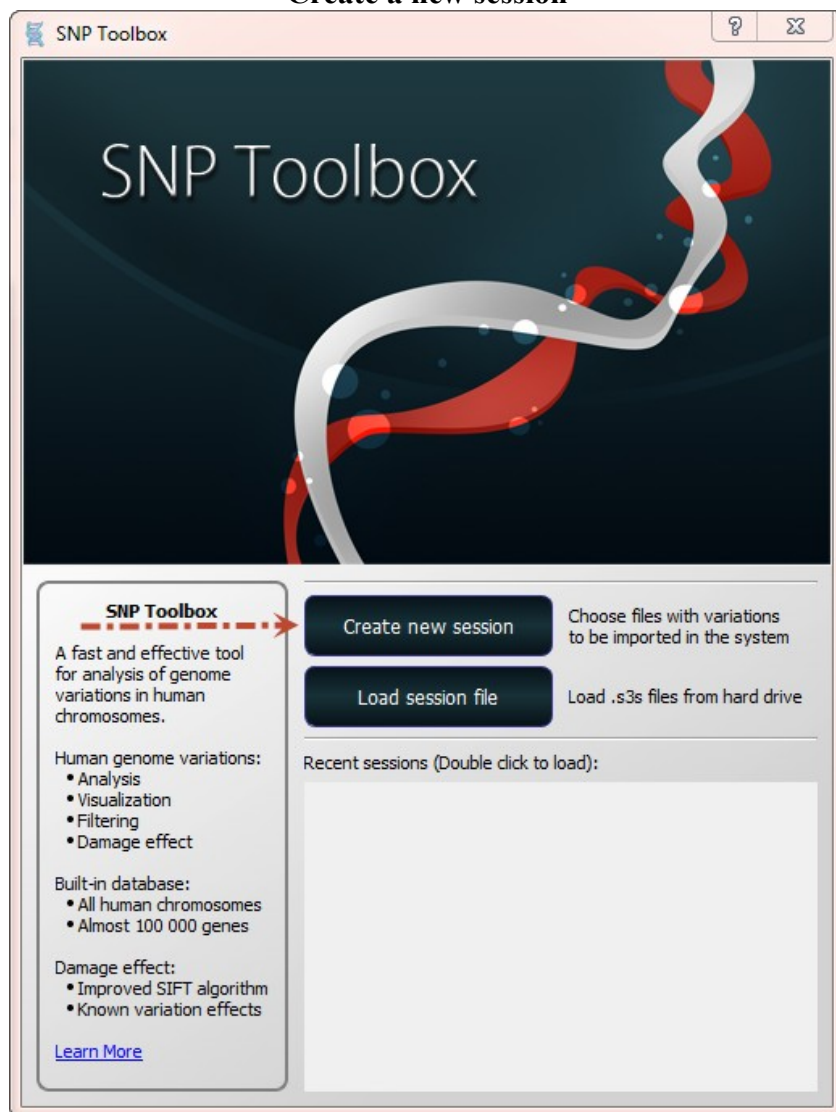 Create a new session
SNP Toolbox
SNP Toolbox
SNP Toolbox
A fast and effective tool
for analysis of genome
variations in human
chromosomes.
Human genome variations:
• Analysis
• Visualization
• Filtering
• Damage effect
Built-in database:
• All human chromosomes
• Almost 100 000 genes
Damage effect:
• Improved SIFT algorithm
• Known variation effects
Learn More
Create new session
Choose files with variations
to be imported in the system
Load session file
Load .s3s files from hard drive
Recent sessions (Double click to load):